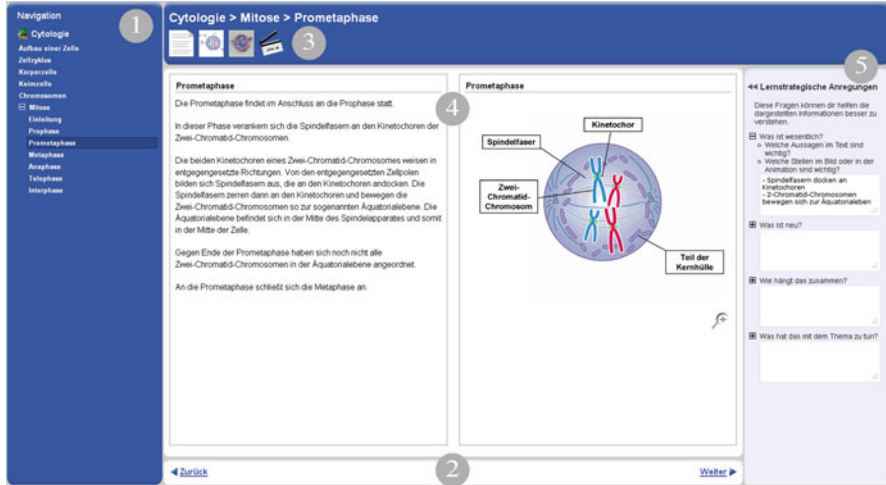 Navigation
1
Cytologie
Aufbau einer Zelle
Zellzyklus
Körperzelle
Keimzelle
Chromosomen
Mitose
Einleitung
Prophase
Prometaphase
Metaphase
Anaphase
Telophase
Interphase
Cytologie > Mitose > Prometaphase
3
Prometaphase
4
Die Prometaphase findet im Anschluss an die Prophase statt.
In dieser Phase verankern sich die Spindelfasern an den Kinetochoren der
Zwei-Chromatid-Chromosomen.
Die beiden Kinetochoren eines Zwei-Chromatid-Chromosomes weisen in
entgegengesetzte Richtungen. Von den entgegengesetzten Zellpolen
bilden sich Spindelfasern aus, die an den Kinetochoren andocken. Die
Spindelfasern zerren dann an den Kinetochoren und bewegen die
Zwei-Chromatid-Chromosomen so zur sogenannten Äquatorialebene. Die
Äquatorialebene befindet sich in der Mitte des Spindelapparates und somit
in der Mitte der Zelle.
Gegen Ende der Prometaphase haben sich noch nicht alle
Zwei-Chromatid-Chromosomen in der Äquatorialebene angeordnet.
An die Prometaphase schließt sich die Metaphase an.
Prometaphase
Kinetochor
Spindelfaser
Zwei-
Chromatid-
Chromosom
Teil der
Kernhülle
5
Lernstrategische Anregungen
Diese Fragen können dir helfen die
dargestellten Informationen besser zu
verstehen.
Was ist wesentlich?
Welche Aussagen im Text sind
wichtig?
Welche Stellen im Bild oder in der
Animation sind wichtig?
- Spindelfasern docken an
Kinetochoren
- 2-Chromatid-Chromosomen
bewegen sich zur Äquatorialeben
Was ist neu?
Wie hängt das zusammen?
Was hat das mit dem Thema zu tun?
Zurück
2
Weiter